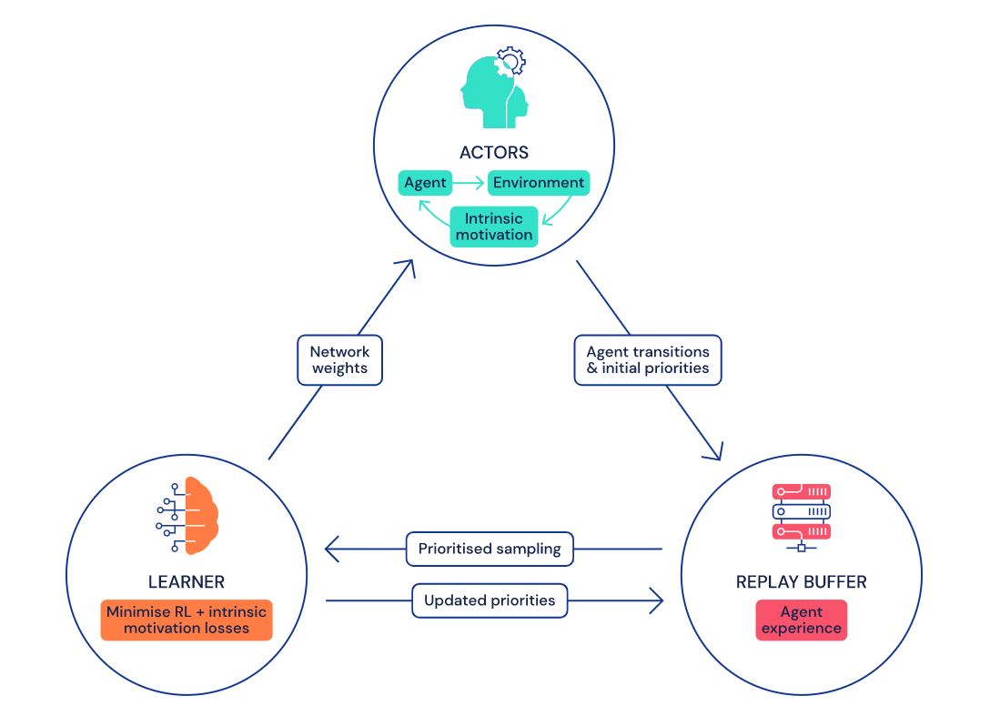 ACTORS
Agent
Environment
Intrinsic
motivation
Network
weights
Agent transitions
& initial priorities
Prioritised sampling
Updated priorities
LEARNER
Minimise RL + intrinsic
motivation losses
REPLAY BUFFER
Agent
experience